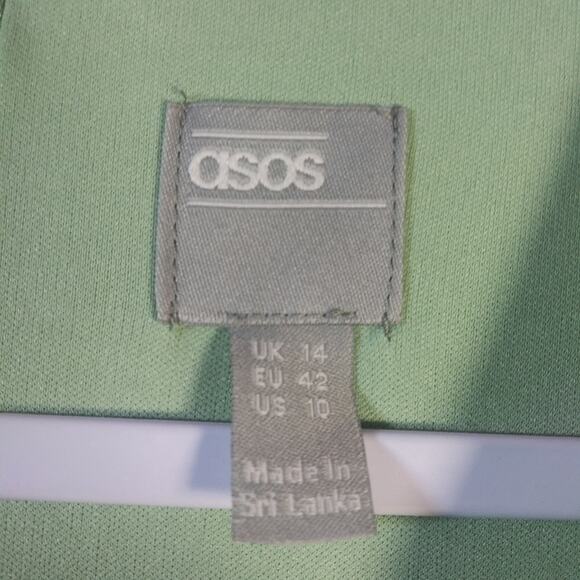 asos
UK 14
EU 42
US 10
Made in
Sri Lanka